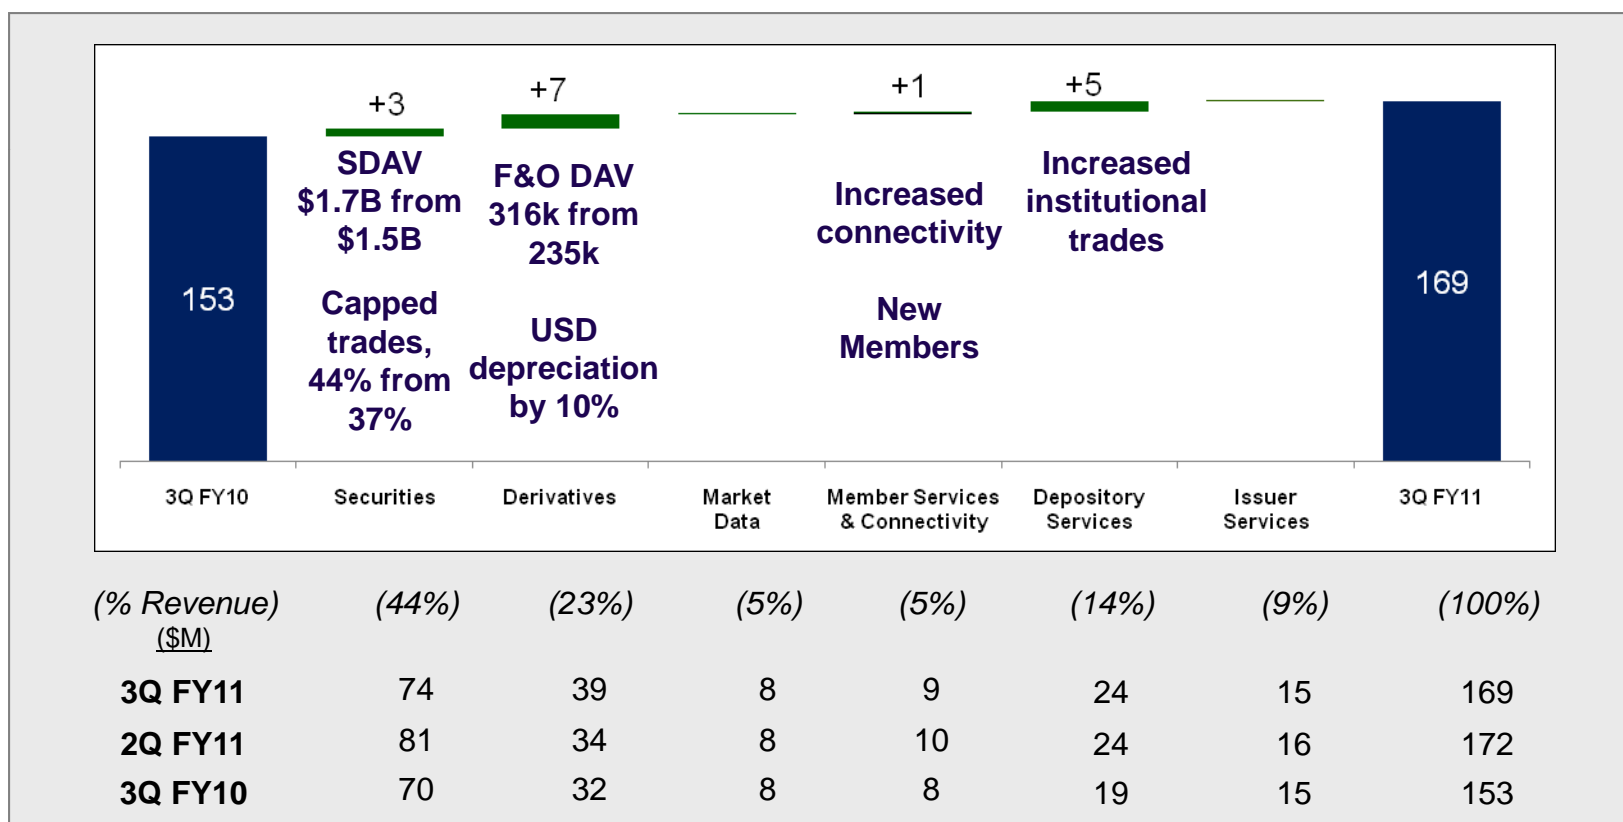 +3
+7
+1
+5
153
SDAV
$1.7B from
$1.5B
Capped
trades,
44% from
37%
F&O DAV
316k from
235k
USD
depreciation
by 10%
Increased
connectivity
New
Members
Increased
institutional
trades
169
3Q FY10
Securities
Derivatives
Market
Data
Member Services
& Connectivity
Depository
Services
Issuer
Services
3Q FY11
(% Revenue) (44%) (23%) (5%) (5%) (14%) (9%) (100%)
($M)
3Q FY11 74 39 8 9 24 15 169
2Q FY11 81 34 8 10 24 16 172
3Q FY10 70 32 8 8 19 15 153